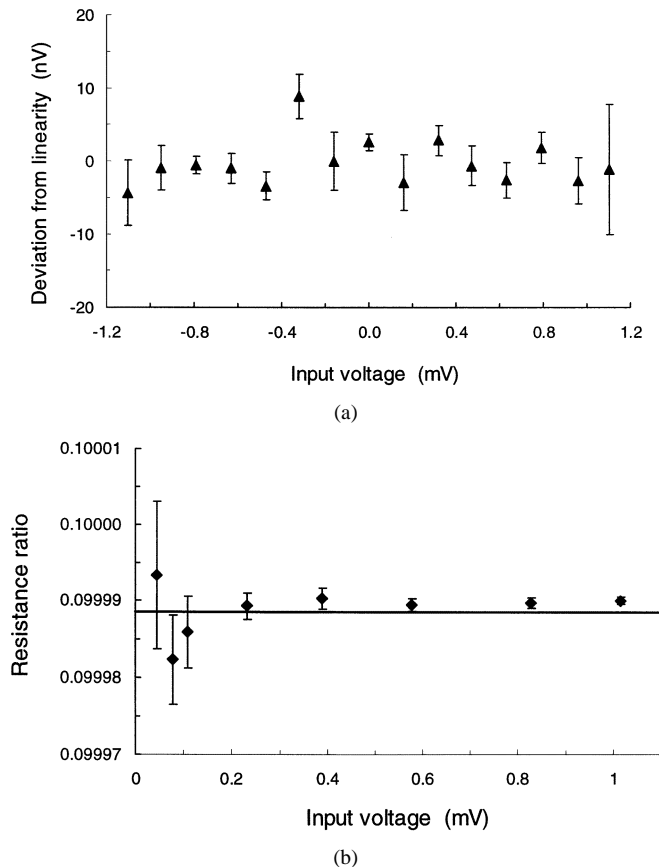 20
10
0
-10
-20
Deviation from linearity (nV)
-1.2 -0.8 -0.4 0.0 0.4 0.8 1.2
Input voltage (mV)
(a)
0.10001
0.10000
0.09999
0.09998
0.09997
Resistance ratio
0 0.2 0.4 0.6 0.8 1
Input voltage (mV)
(b)